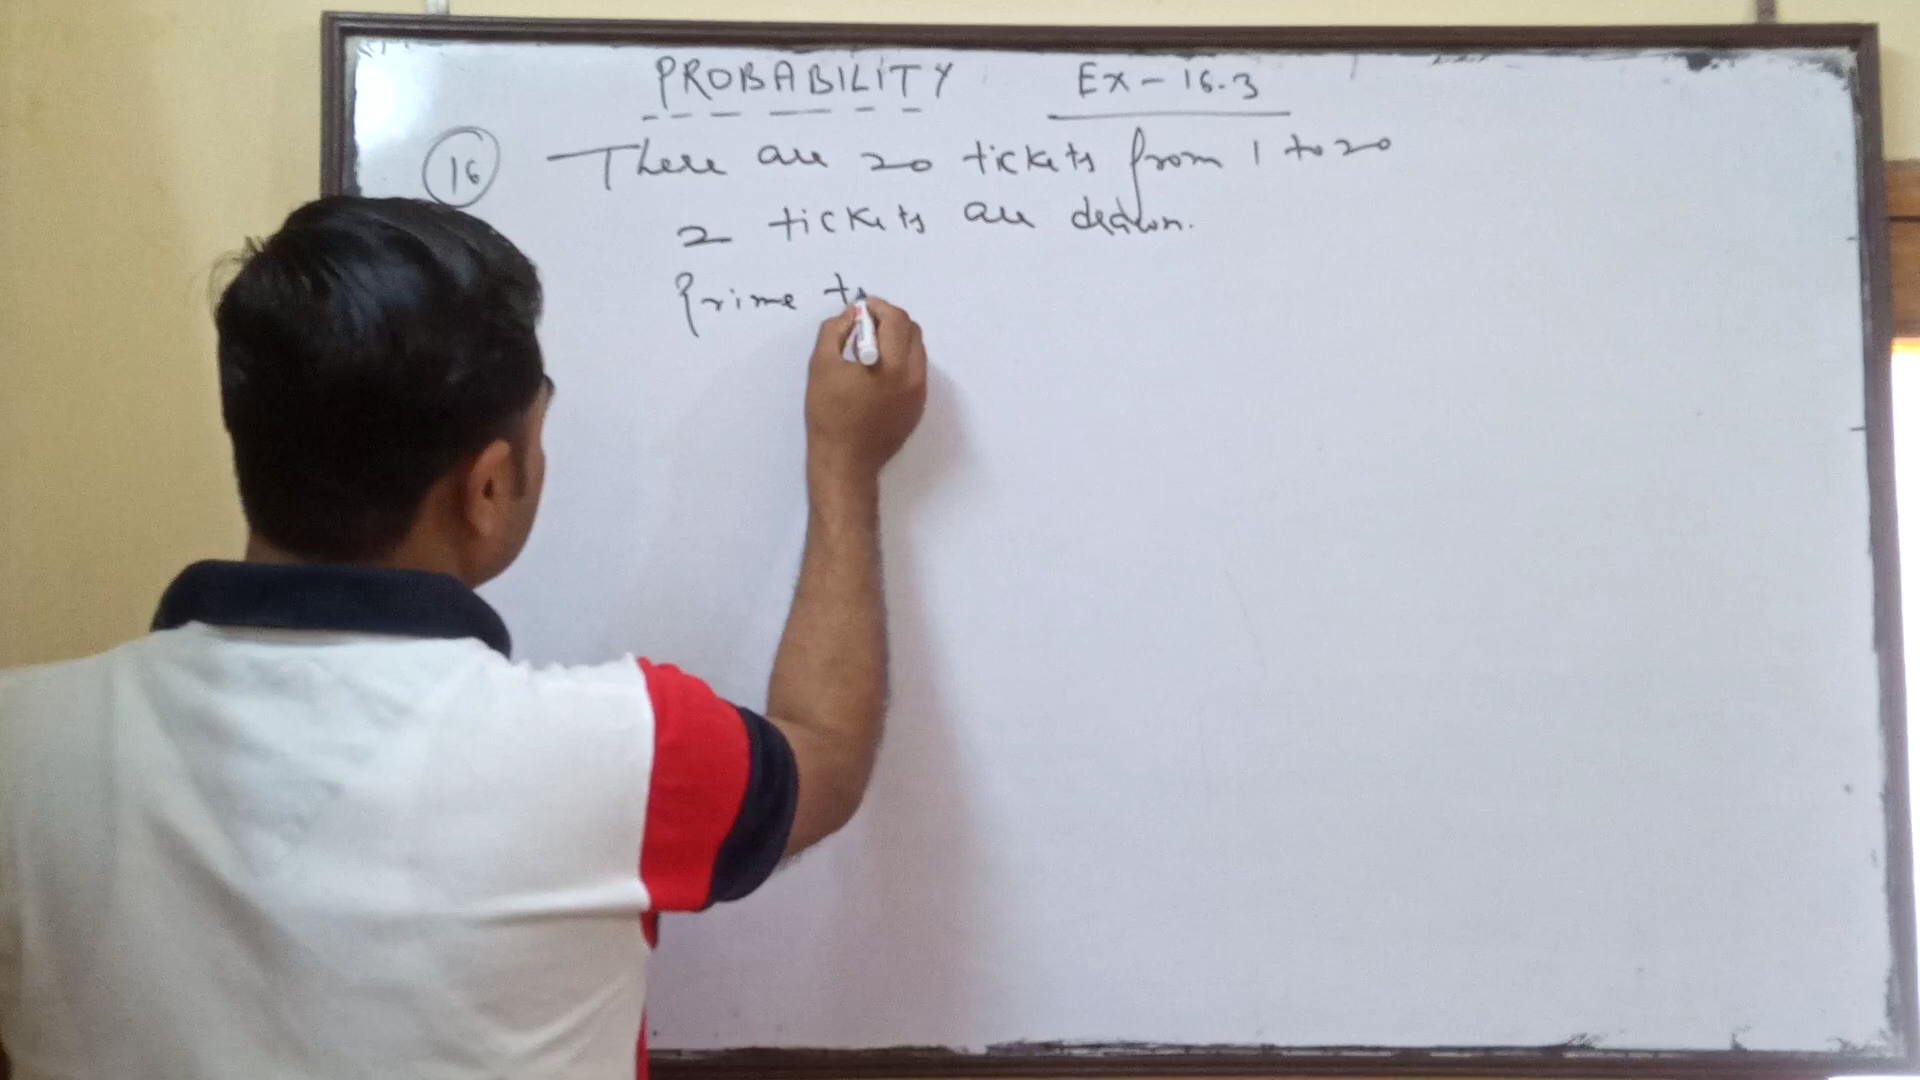 PROBABILITY Ex-16.3
16 There are 20 tickets from 1 to 20
2 tickets are drawn.
Prime